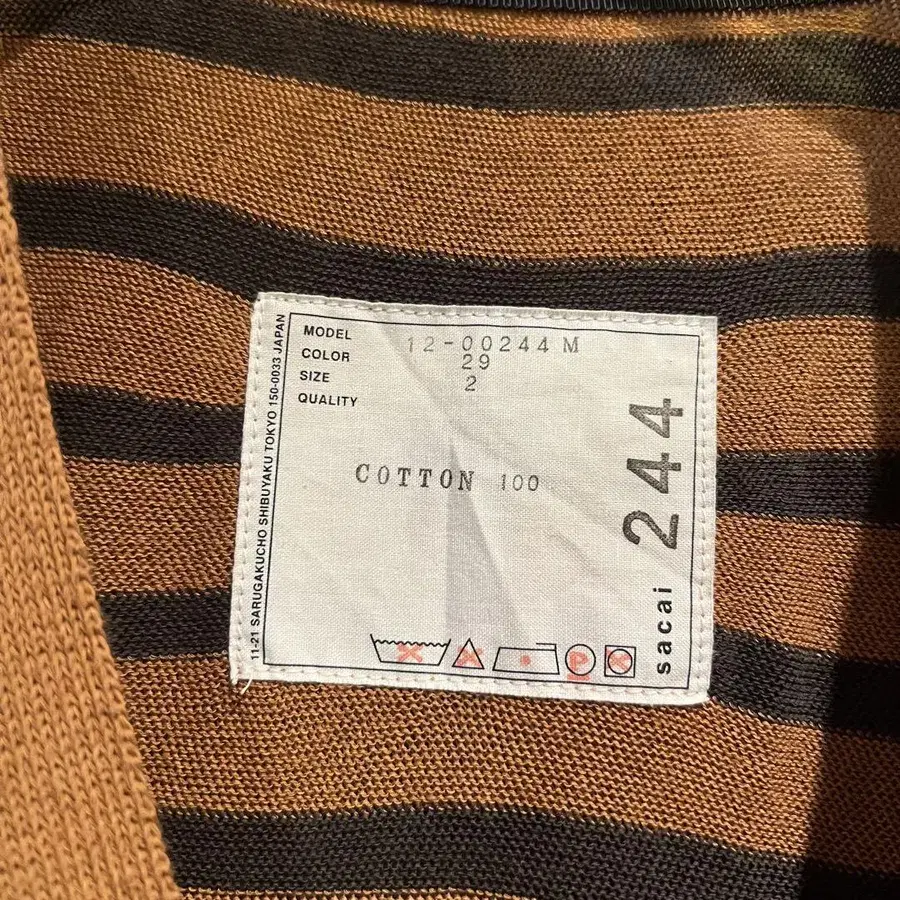 MODEL 12-00244 M
COLOR 29
SIZE 2
QUALITY
COTTON 100
11-21 SARUGAKUCHO SHIBUYAKU TOKYO 150-0033 JAPAN
sacai 244
P